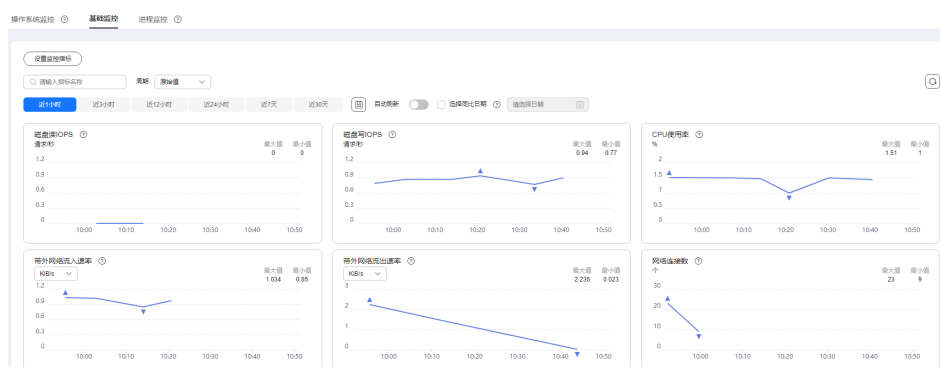 操作系统监控 基础监控 进程监控
设置监控指标
请输入指标名称 周期 原始值
近1小时 近3小时 近12小时 近24小时 近7天 近30天 自动刷新 选择同比日期 请选择日期
磁盘读IOPS
请求/秒 最大值 最小值
0 0
1.2
0.9
0.6
0.3
0
10:00 10:10 10:20 10:30 10:40 10:50
磁盘写IOPS
请求/秒 最大值 最小值
0.94 0.77
1.2
0.9
0.6
0.3
0
10:00 10:10 10:20 10:30 10:40 10:50
CPU使用率
% 最大值 最小值
1.51 1
2
1.5
1
0.5
0
10:00 10:10 10:20 10:30 10:40 10:50
带外网络流入速率
KiB/s 最大值 最小值
1.034 0.85
1.2
0.9
0.6
0.3
0
10:00 10:10 10:20 10:30 10:40 10:50
带外网络流出速率
KiB/s 最大值 最小值
2.236 0.023
3
2
1
0
10:00 10:10 10:20 10:30 10:40 10:50
网络连接数
个 最大值 最小值
23 9
30
20
10
0
10:00 10:10 10:20 10:30 10:40 10:50